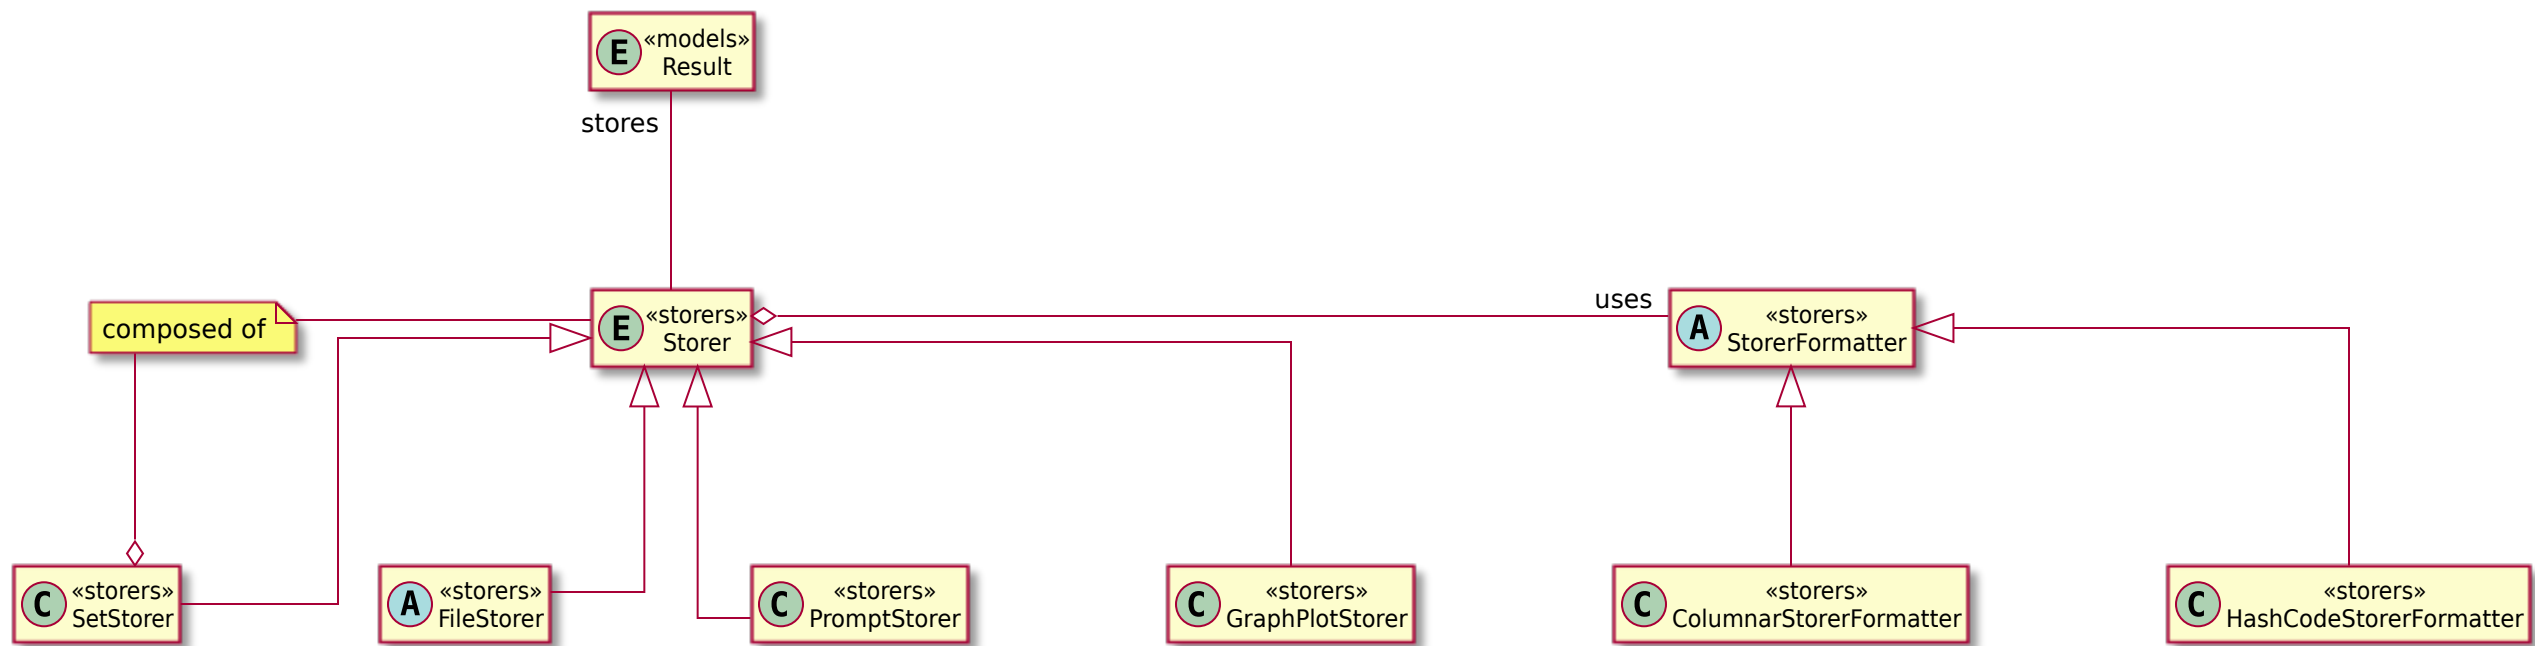 E
«models»
Result
stores
composed of
E
«storers»
Storer
uses
A
«storers»
StorerFormatter
C
«storers»
SetStorer
A
«storers»
FileStorer
C
«storers»
PromptStorer
C
«storers»
GraphPlotStorer
C
«storers»
ColumnarStorerFormatter
C
«storers»
HashCodeStorerFormatter